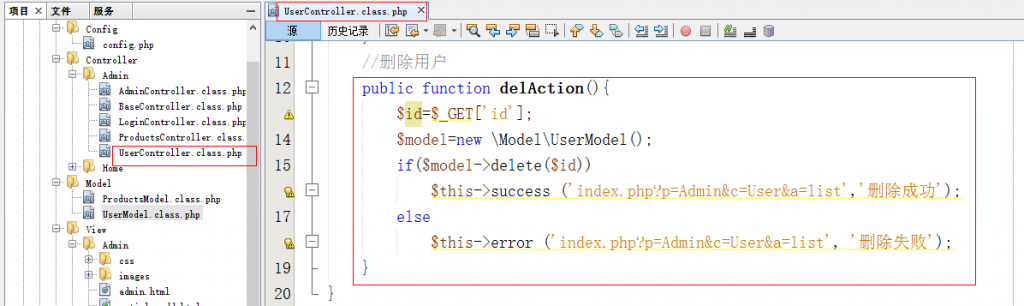 项目 × 文件 服务
Config
config.php
Controller
Admin
AdminController.class.php
BaseController.class.php
LoginController.class.php
ProductsController.class.
UserController.class.php
Home
Model
ProductsModel.class.php
UserModel.class.php
View
Admin
css
images
admin.html
UserController.class.php ×
源 历史记录
11 //删除用户
12 public function delAction(){
$id=$_GET['id'];
14 $model=new \Model\UserModel();
15 if($model->delete($id))
$this->success ('index.php?p=Admin&c=User&a=list','删除成功');
17 else
$this->error ('index.php?p=Admin&c=User&a=list', '删除失败');
19 }
20 }